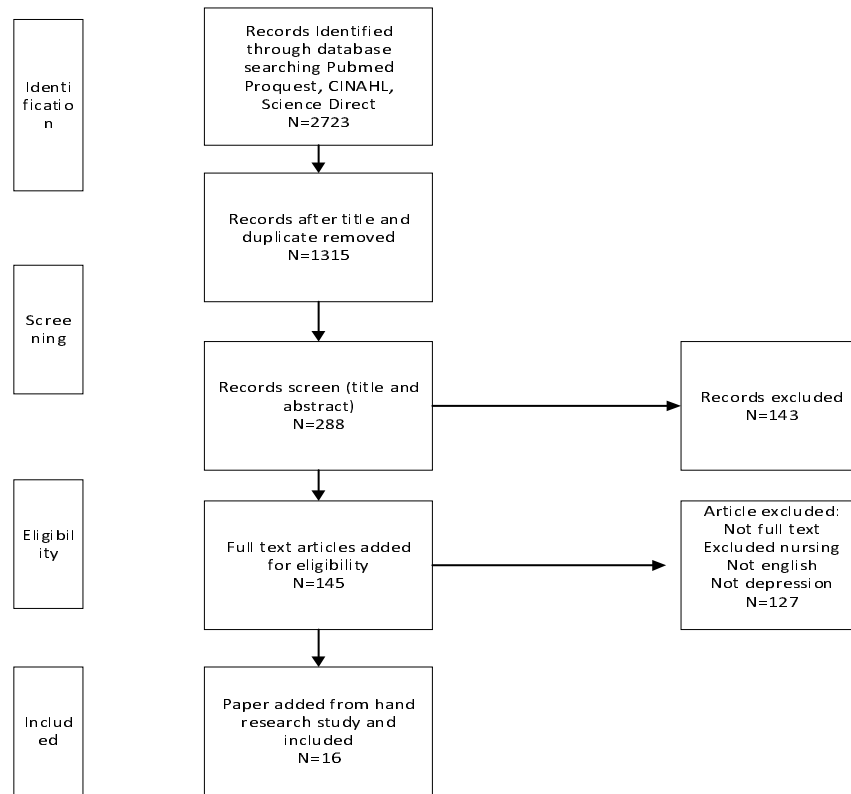 Identi
ficatio
n
Records Identified
through database
searching Pubmed
Proquest, CINAHL,
Science Direct
N=2723
Records after title and
duplicate removed
N=1315
Scree
ning
Records screen (title and
abstract)
N=288
Records excluded
N=143
Eligibil
ity
Full text articles added
for eligibility
N=145
Article excluded:
Not full text
Excluded nursing
Not english
Not depression
N=127
Includ
ed
Paper added from hand
research study and
included
N=16